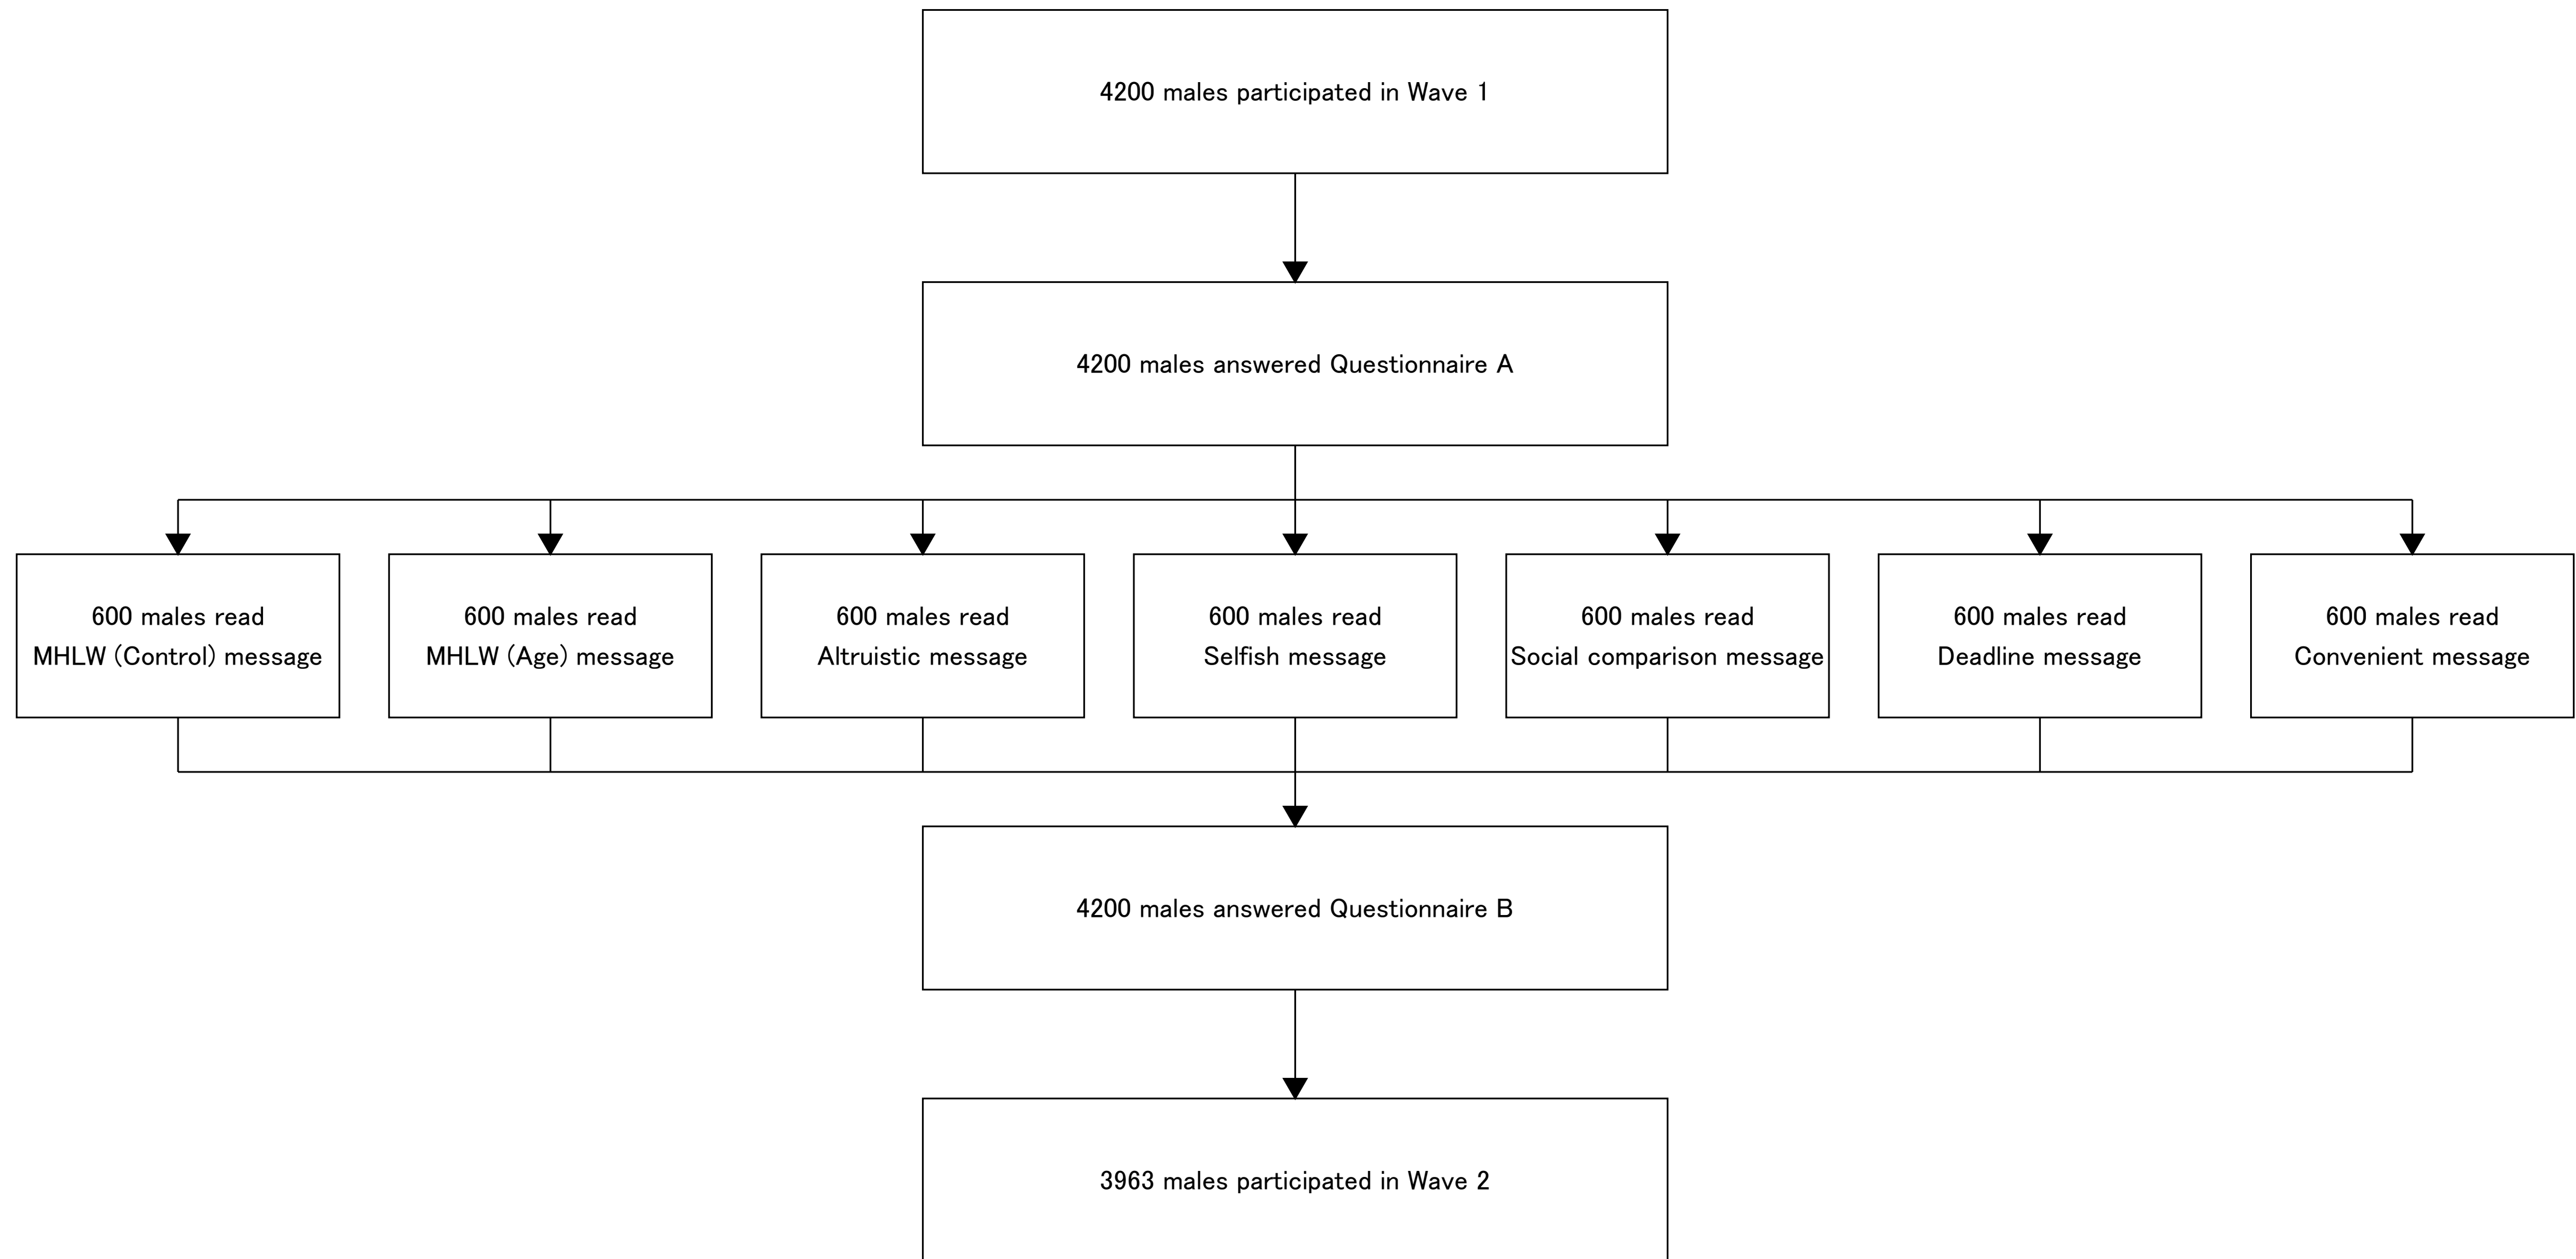 4200 males participated in Wave 1
4200 males answered Questionnaire A
600 males read
MHLW (Control) message
600 males read
MHLW (Age) message
600 males read
Altruistic message
600 males read
Selfish message
600 males read
Social comparison message
600 males read
Deadline message
600 males read
Convenient message
4200 males answered Questionnaire B
3963 males participated in Wave 2